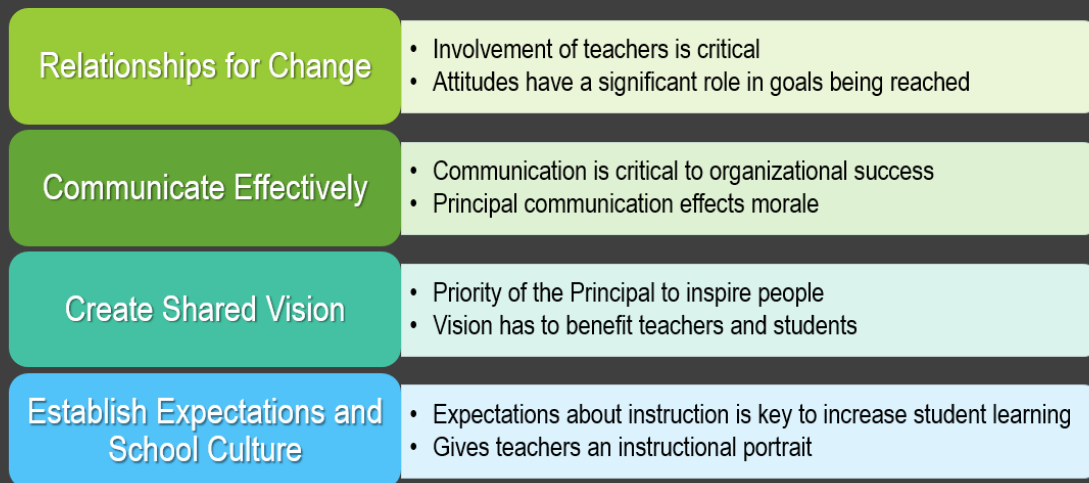 Relationships for Change
• Involvement of teachers is critical
• Attitudes have a significant role in goals being reached
Communicate Effectively
• Communication is critical to organizational success
• Principal communication effects morale
Create Shared Vision
• Priority of the Principal to inspire people
• Vision has to benefit teachers and students
Establish Expectations and
School Culture
• Expectations about instruction is key to increase student learning
• Gives teachers an instructional portrait